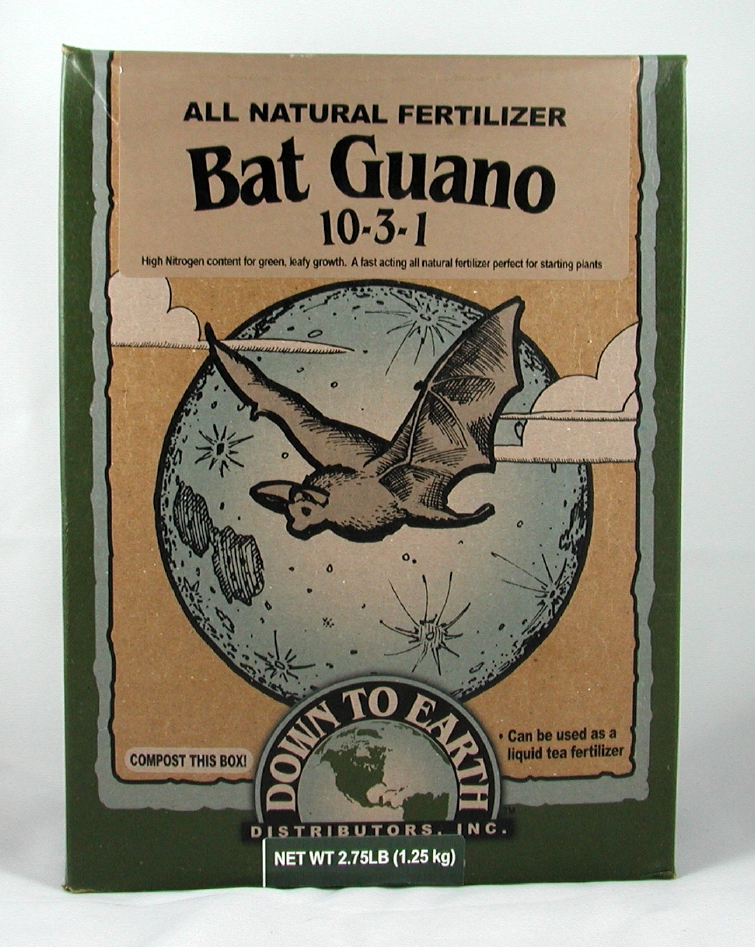 ALL NATURAL FERTILIZER
Bat Guano
10-3-1
High Nitrogen content for green, leafy growth. A fast acting all natural fertilizer perfect for starting plants
COMPOST THIS BOX!
• Can be used as a
liquid tea fertilizer
DOWN TO EARTH
™
DISTRIBUTORS, INC.
NET WT 2.75LB (1.25 kg)